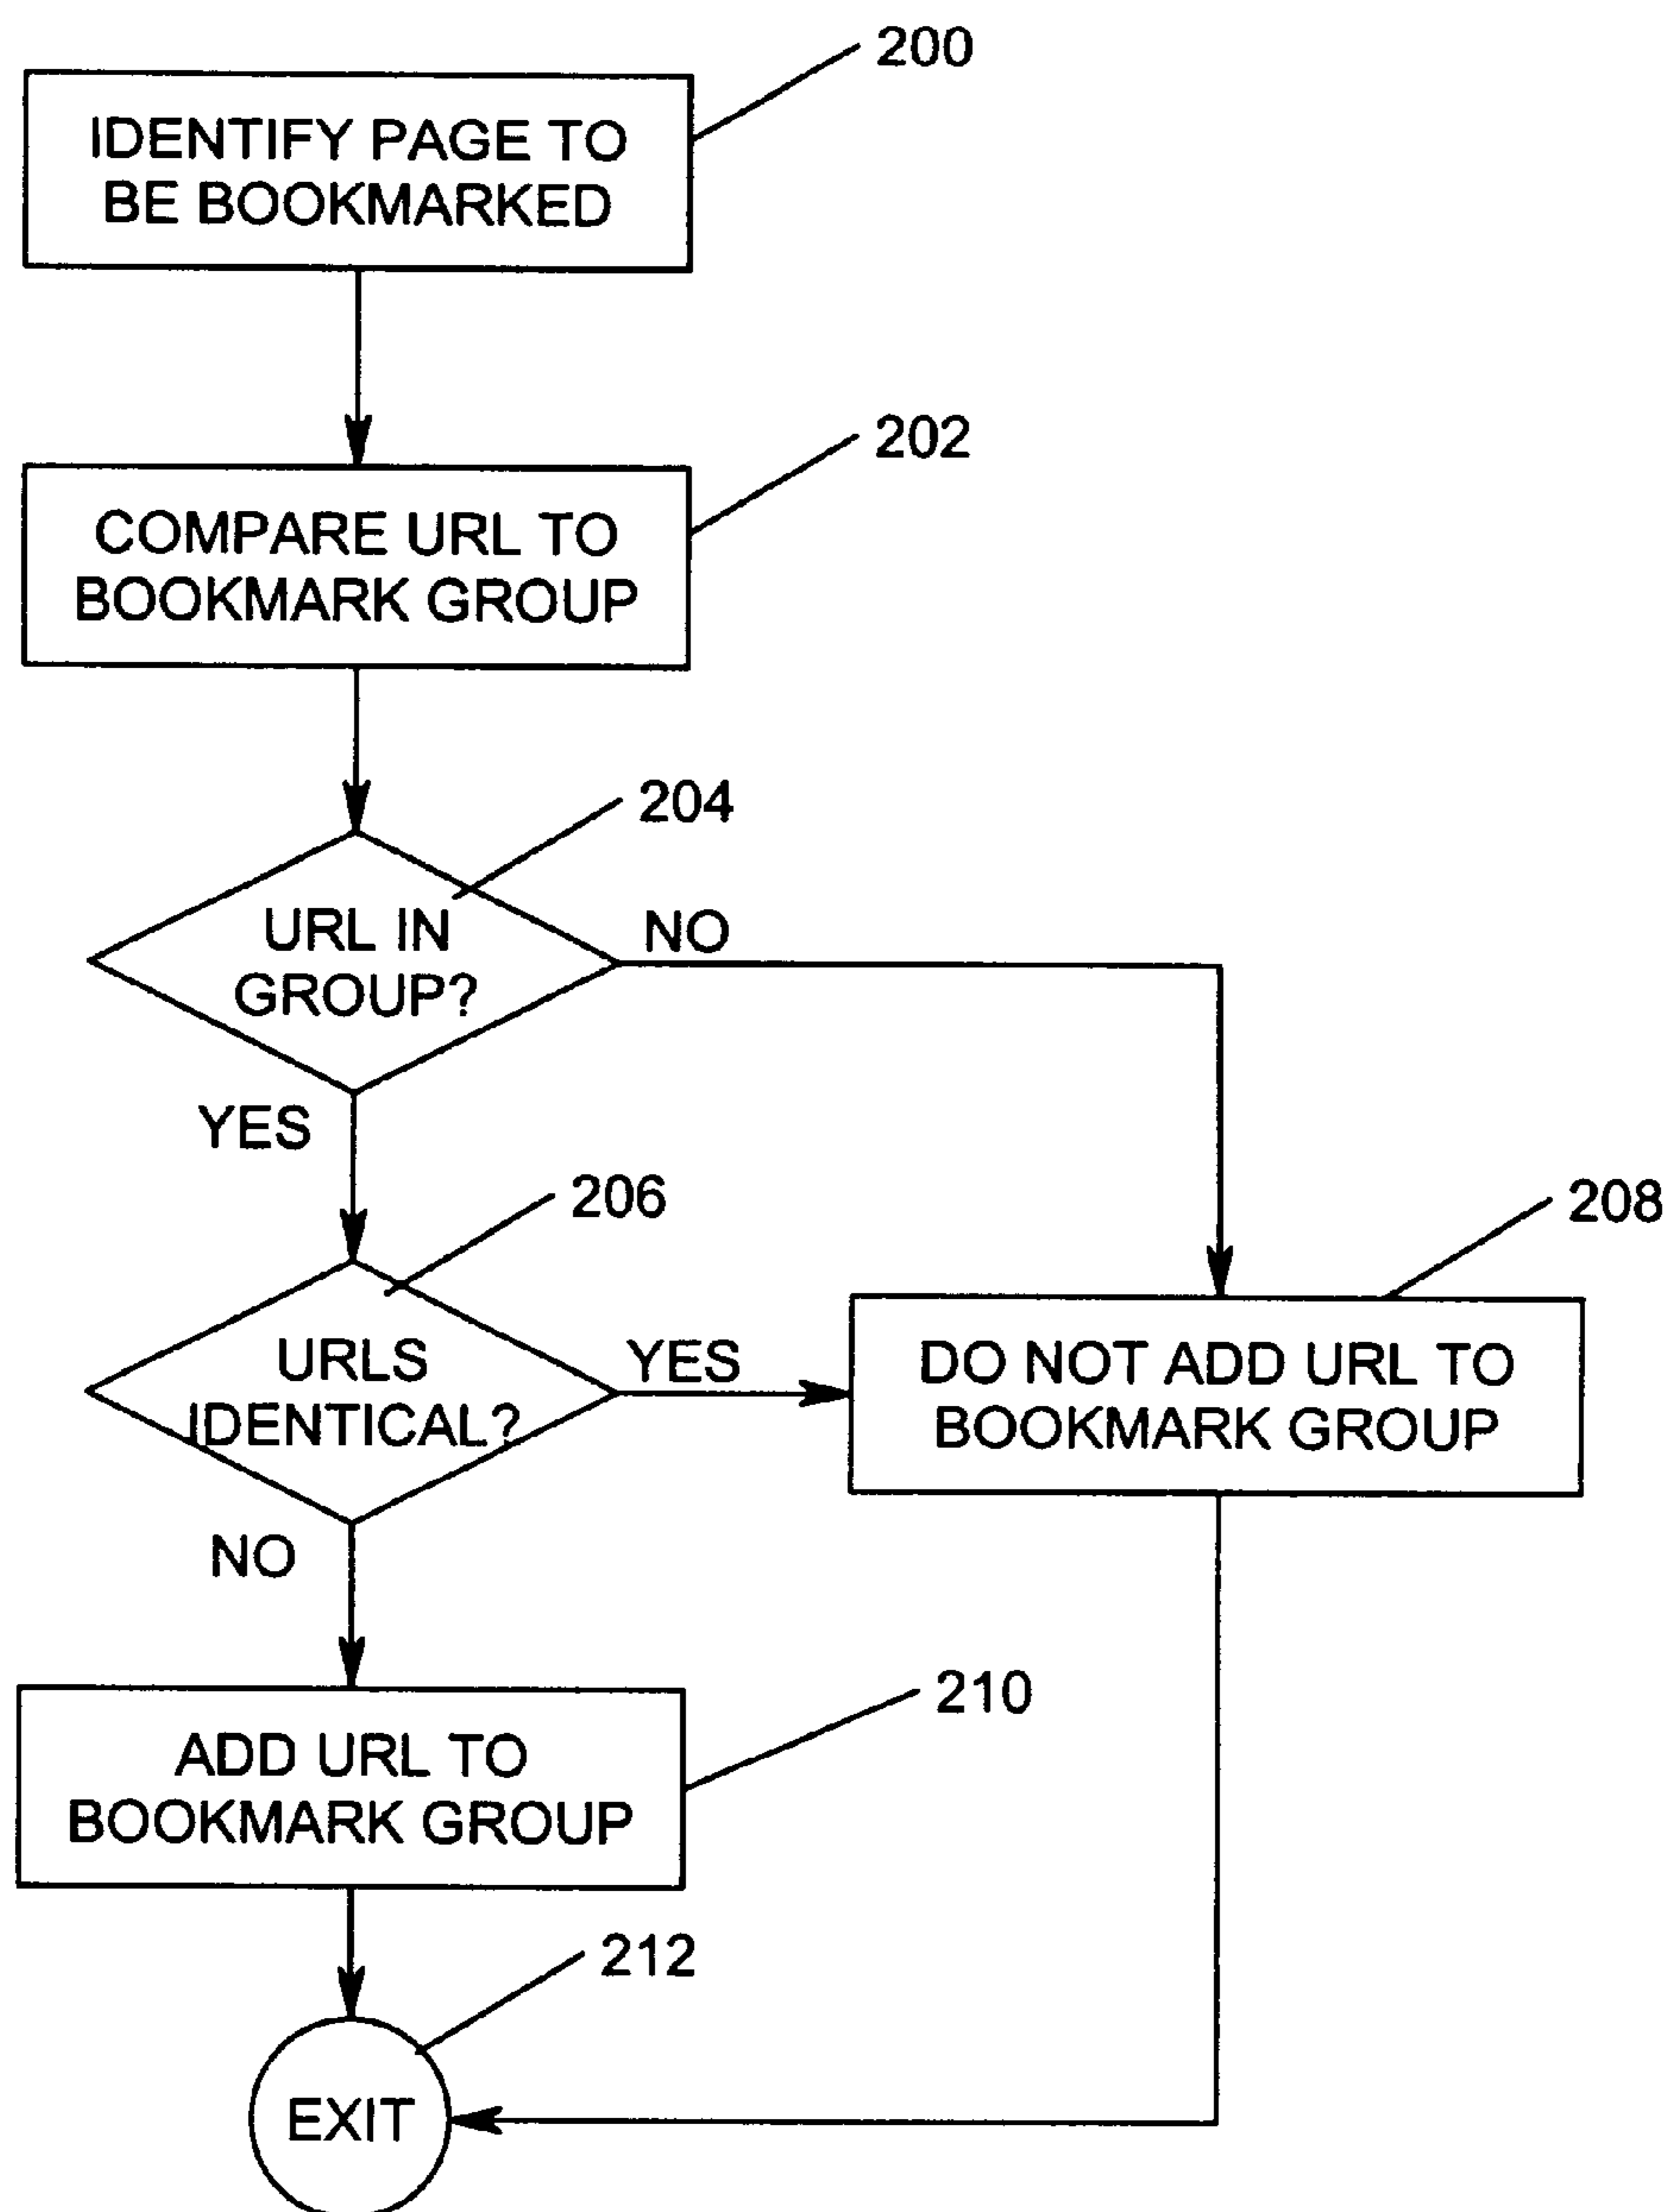 200
IDENTIFY PAGE TO
BE BOOKMARKED
202
COMPARE URL TO
BOOKMARK GROUP
204
URL IN
GROUP?
NO
YES
206
208
URLS
IDENTICAL?
YES
DO NOT ADD URL TO
BOOKMARK GROUP
NO
210
ADD URL TO
BOOKMARK GROUP
212
EXIT